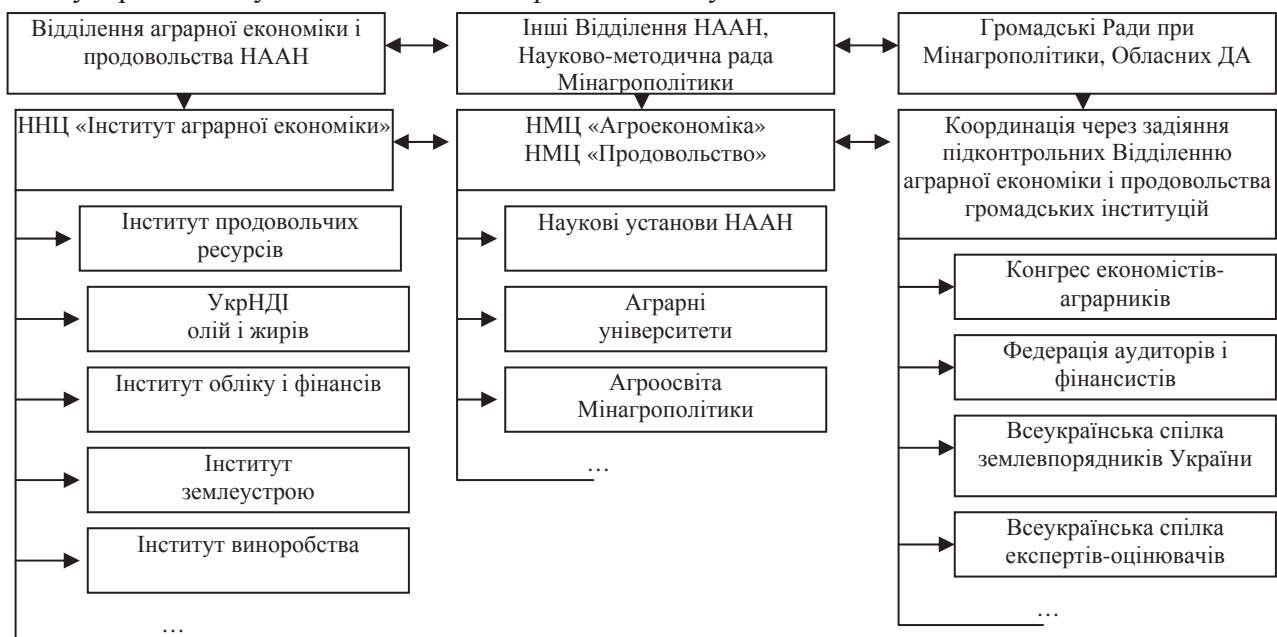 Відділення аграрної економіки і
продовольства НААН
Інші Відділення НААН,
Науково-методична рада
Мінагрополітики
Громадські Ради при
Мінагрополітики, Обласних ДА
ННЦ «Інститут аграрної економіки»
НМЦ «Агроекономіка»
НМЦ «Продовольство»
Координація через задіяння
підконтрольних Відділенню
аграрної економіки і продовольства
громадських інституцій
Інститут продовольчих
ресурсів
УкрНДІ
олій і жирів
Інститут обліку і фінансів
Інститут
землеустрою
Інститут виноробства
…
Наукові установи НААН
Аграрні
університети
Агроосвіта
Мінагрополітики
…
Конгрес економістів-
аграрників
Федерація аудиторів і
фінансистів
Всеукраїнська спілка
землевпорядників України
Всеукраїнська спілка
експертів-оцінювачів
…